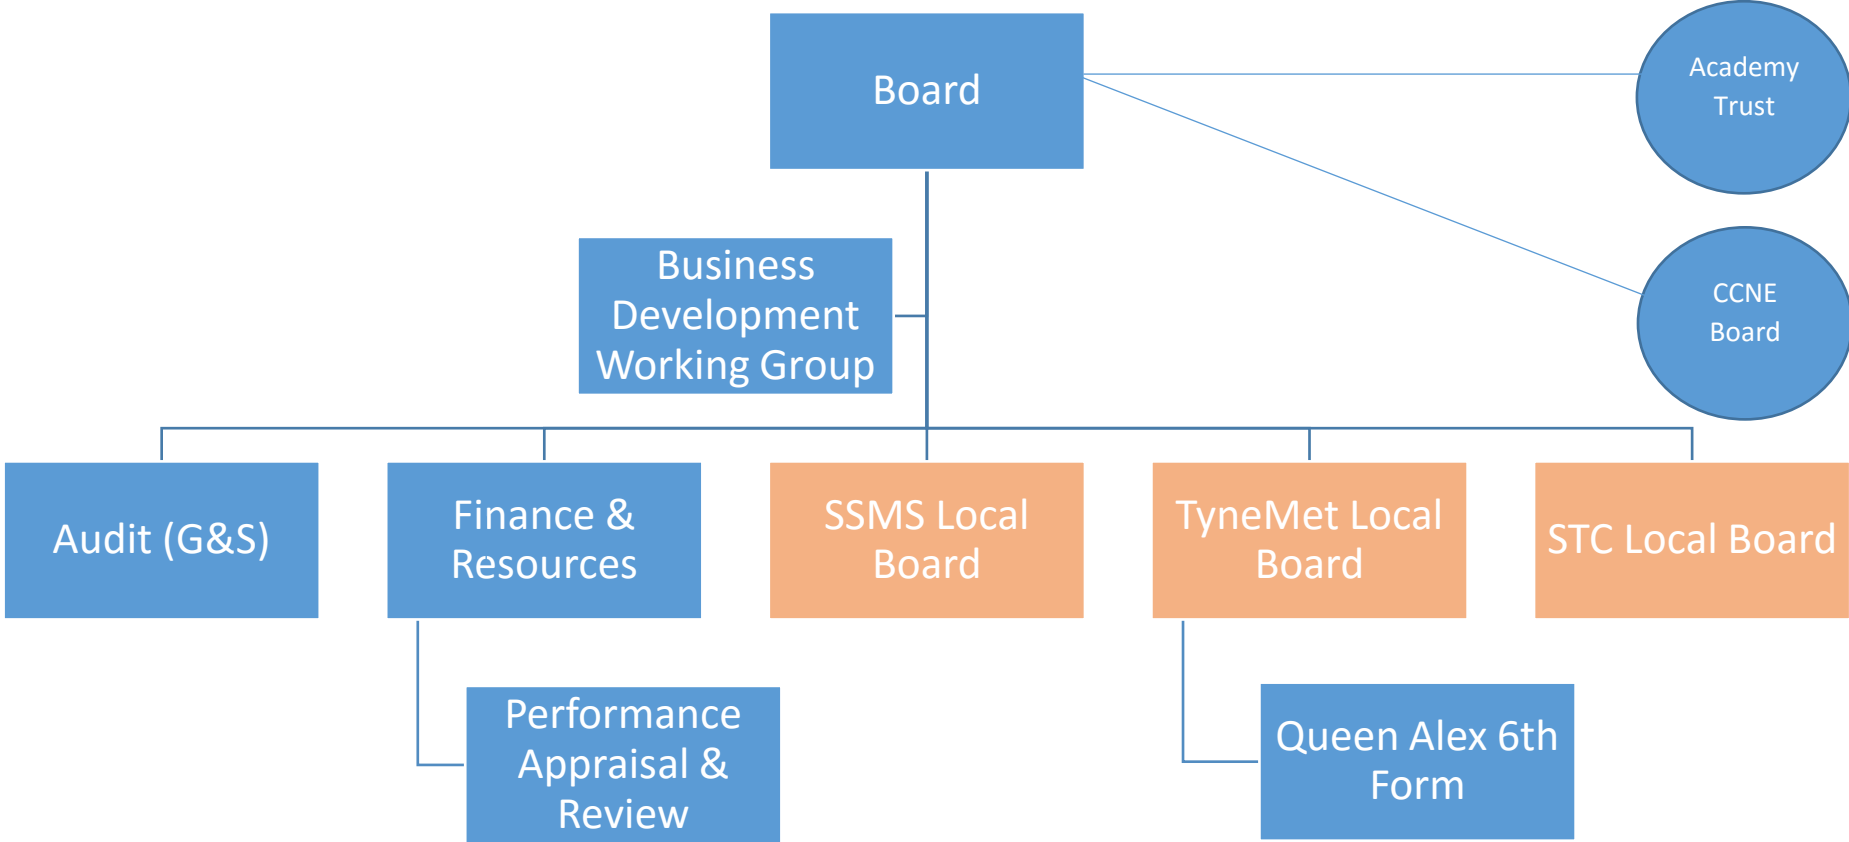 Board
Academy
Trust
Business
Development
Working Group
CCNE
Board
Audit (G&S)
Finance &
Resources
SSMS Local
Board
TyneMet Local
Board
STC Local Board
Performance
Appraisal &
Review
Queen Alex 6th
Form